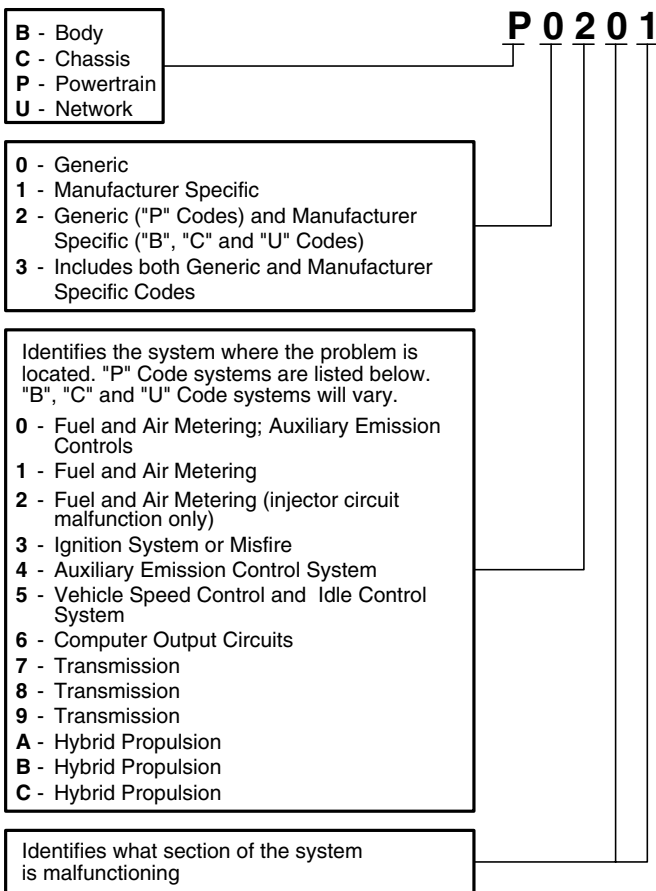 P 0 2 0 1
B - Body
C - Chassis
P - Powertrain
U - Network
0 - Generic
1 - Manufacturer Specific
2 - Generic ("P" Codes) and Manufacturer
Specific ("B", "C" and "U" Codes)
3 - Includes both Generic and Manufacturer
Specific Codes
Identifies the system where the problem is
located. "P" Code systems are listed below.
"B", "C" and "U" Code systems will vary.
0 - Fuel and Air Metering; Auxiliary Emission
Controls
1 - Fuel and Air Metering
2 - Fuel and Air Metering (injector circuit
malfunction only)
3 - Ignition System or Misfire
4 - Auxiliary Emission Control System
5 - Vehicle Speed Control and Idle Control
System
6 - Computer Output Circuits
7 - Transmission
8 - Transmission
9 - Transmission
A - Hybrid Propulsion
B - Hybrid Propulsion
C - Hybrid Propulsion
Identifies what section of the system
is malfunctioning